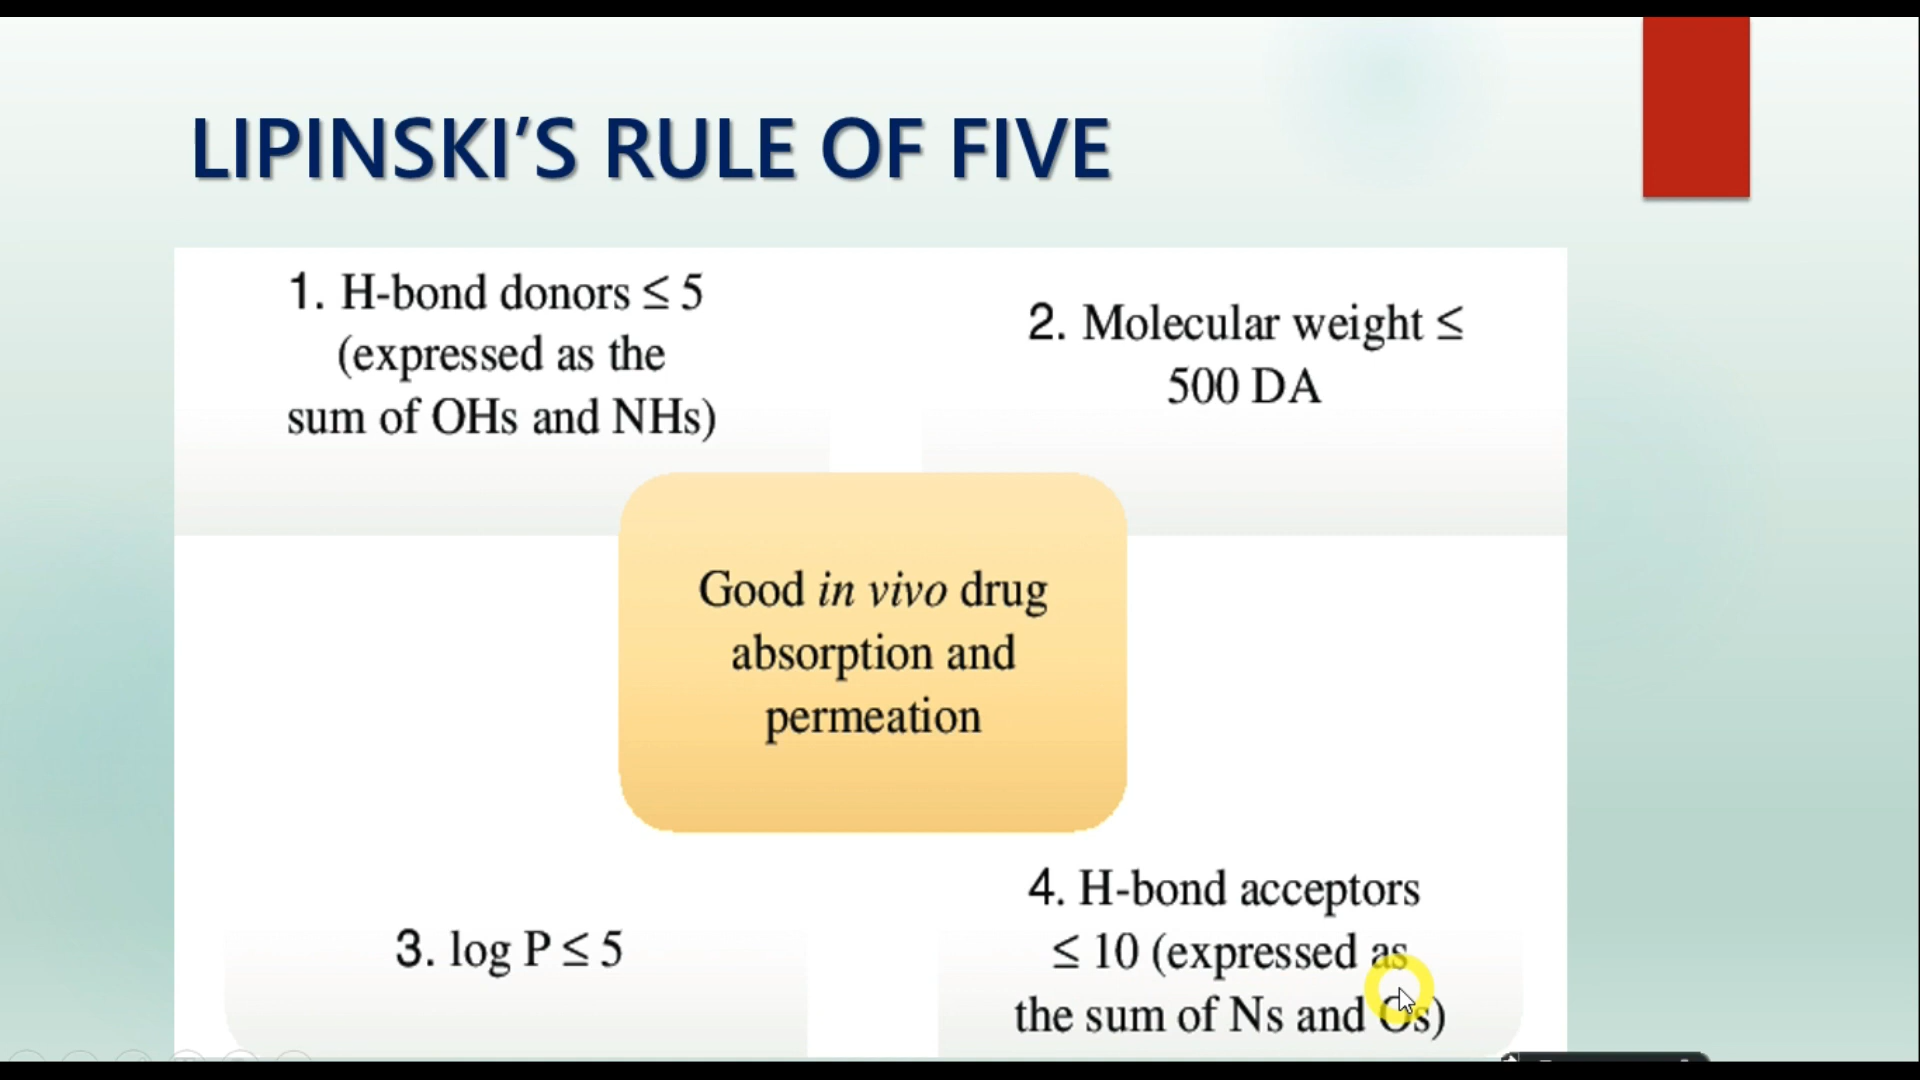 LIPINSKI’S RULE OF FIVE
1. H-bond donors ≤ 5
(expressed as the
sum of OHs and NHs)
2. Molecular weight ≤
500 DA
Good in vivo drug
absorption and
permeation
3. log P ≤ 5
4. H-bond acceptors
≤ 10 (expressed as
the sum of Ns and Os)